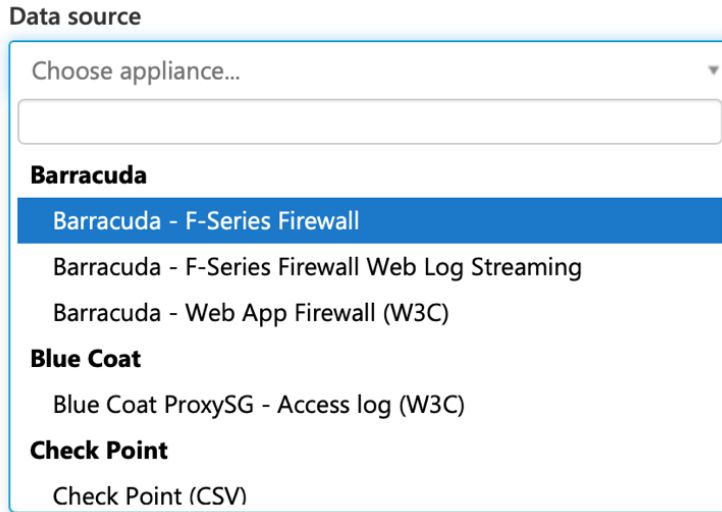 Data source
Choose appliance...
Barracuda
Barracuda - F-Series Firewall
Barracuda - F-Series Firewall Web Log Streaming
Barracuda - Web App Firewall (W3C)
Blue Coat
Blue Coat ProxySG - Access log (W3C)
Check Point
Check Point (CSV)